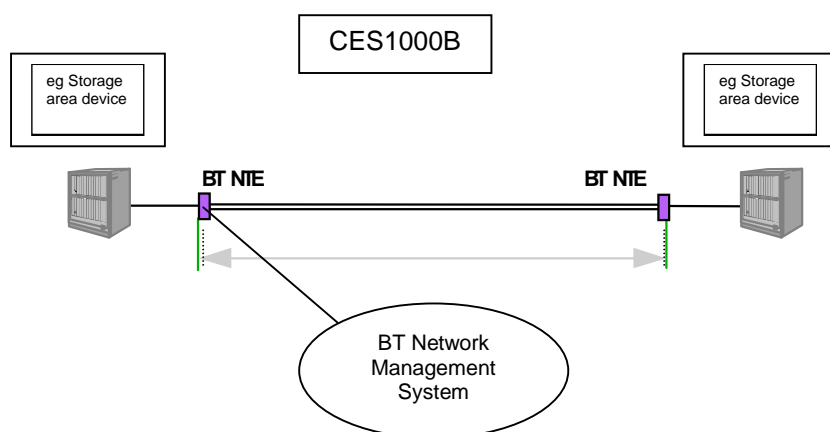 CES1000B
eg Storage
area device
eg Storage
area device
BT NTE
BT NTE
BT Network
Management
System